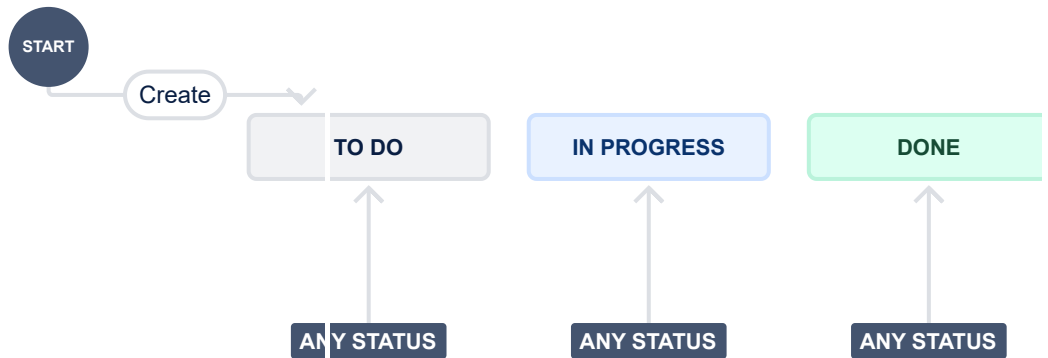 START
Create
TO DO
IN PROGRESS
DONE
ANY STATUS
ANY STATUS
ANY STATUS